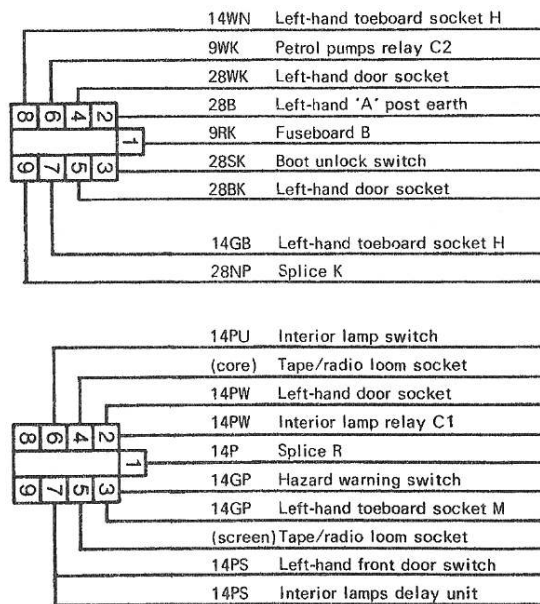 14WN Left-hand toeboard socket H
9WK Petrol pumps relay C2
28WK Left-hand door socket
28B Left-hand 'A' post earth
9RK Fuseboard B
28SK Boot unlock switch
28BK Left-hand door socket
14GB Left-hand toeboard socket H
28NP Splice K
8 6 4 2
1
9 7 5 3
14PU Interior lamp switch
(core) Tape/radio loom socket
14PW Left-hand door socket
14PW Interior lamp relay C1
14P Splice R
14GP Hazard warning switch
14GP Left-hand toeboard socket M
(screen) Tape/radio loom socket
14PS Left-hand front door switch
14PS Interior lamps delay unit
8 6 4 2
1
9 7 5 3